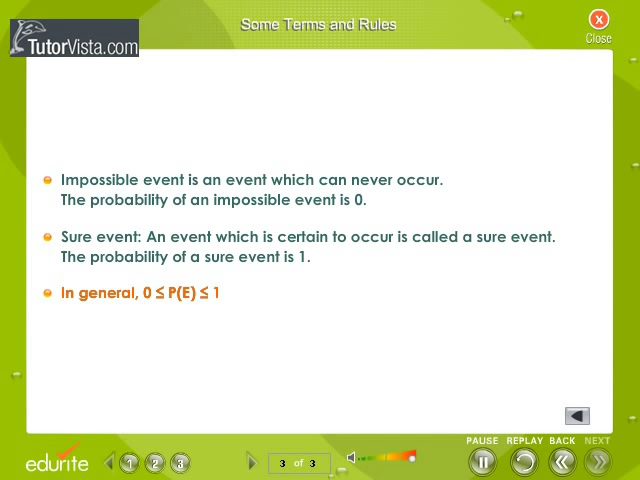 Some Terms and Rules
x
Close
TutorVista.com
Impossible event is an event which can never occur.
The probability of an impossible event is 0.
Sure event: An event which is certain to occur is called a sure event.
The probability of a sure event is 1.
In general, 0 ≤ P(E) ≤ 1
PAUSE REPLAY BACK NEXT
edurite 1 2 3 3 of 3